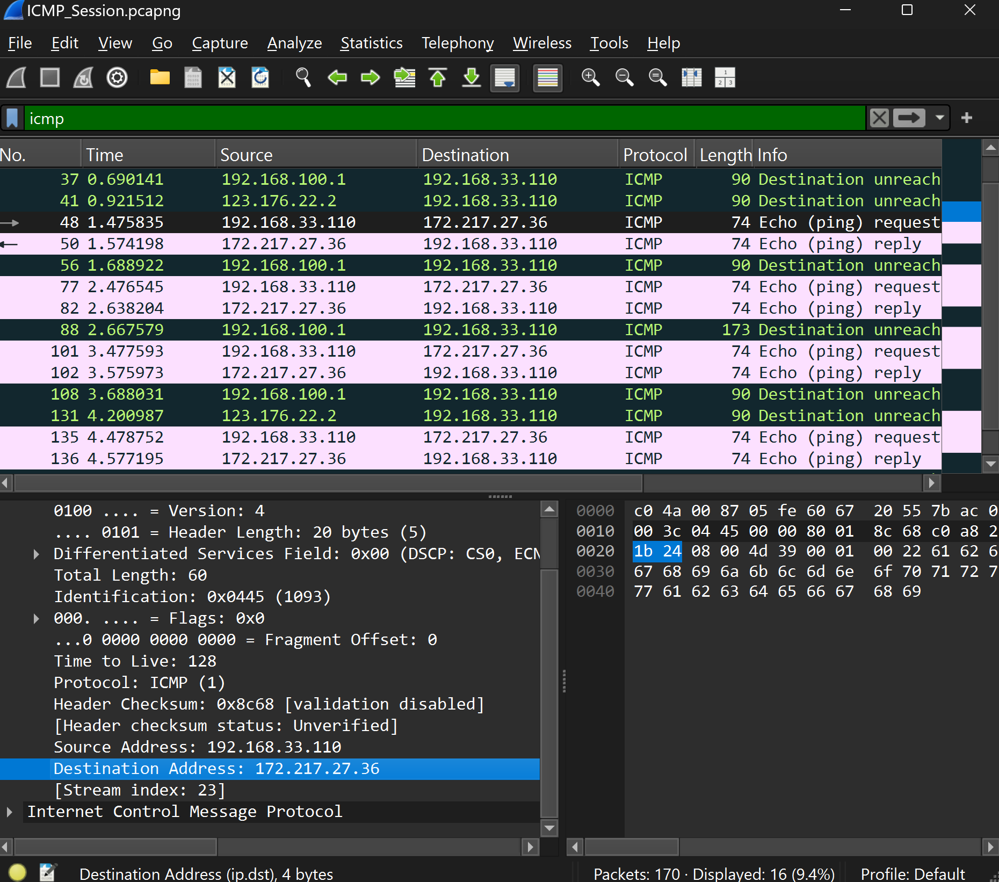 ICMP_Session.pcapng
File Edit View Go Capture Analyze Statistics Telephony Wireless Tools Help
icmp
No. Time Source Destination Protocol Length Info
37 0.690141 192.168.100.1 192.168.33.110 ICMP 90 Destination unreach
41 0.921512 123.176.22.2 192.168.33.110 ICMP 90 Destination unreach
48 1.475835 192.168.33.110 172.217.27.36 ICMP 74 Echo (ping) request
50 1.574198 172.217.27.36 192.168.33.110 ICMP 74 Echo (ping) reply
56 1.688922 192.168.100.1 192.168.33.110 ICMP 90 Destination unreach
77 2.476545 192.168.33.110 172.217.27.36 ICMP 74 Echo (ping) request
82 2.638204 172.217.27.36 192.168.33.110 ICMP 74 Echo (ping) reply
88 2.667579 192.168.100.1 192.168.33.110 ICMP 173 Destination unreach
101 3.477593 192.168.33.110 172.217.27.36 ICMP 74 Echo (ping) request
102 3.575973 172.217.27.36 192.168.33.110 ICMP 74 Echo (ping) reply
108 3.688031 192.168.100.1 192.168.33.110 ICMP 90 Destination unreach
131 4.200987 123.176.22.2 192.168.33.110 ICMP 90 Destination unreach
135 4.478752 192.168.33.110 172.217.27.36 ICMP 74 Echo (ping) request
136 4.577195 172.217.27.36 192.168.33.110 ICMP 74 Echo (ping) reply
0100 .... = Version: 4
.... 0101 = Header Length: 20 bytes (5)
Differentiated Services Field: 0x00 (DSCP: CS0, ECN
Total Length: 60
Identification: 0x0445 (1093)
000. .... = Flags: 0x0
...0 0000 0000 0000 = Fragment Offset: 0
Time to Live: 128
Protocol: ICMP (1)
Header Checksum: 0x8c68 [validation disabled]
[Header checksum status: Unverified]
Source Address: 192.168.33.110
Destination Address: 172.217.27.36
[Stream index: 23]
Internet Control Message Protocol
0000 c0 4a 00 87 05 fe 60 67 20 55 7b ac 0
0010 00 3c 04 45 00 00 80 01 8c 68 c0 a8 2
0020 1b 24 08 00 4d 39 00 01 00 22 61 62 6
0030 67 68 69 6a 6b 6c 6d 6e 6f 70 71 72 7
0040 77 61 62 63 64 65 66 67 68 69
Destination Address (ip.dst), 4 bytes Packets: 170 · Displayed: 16 (9.4%) Profile: Default